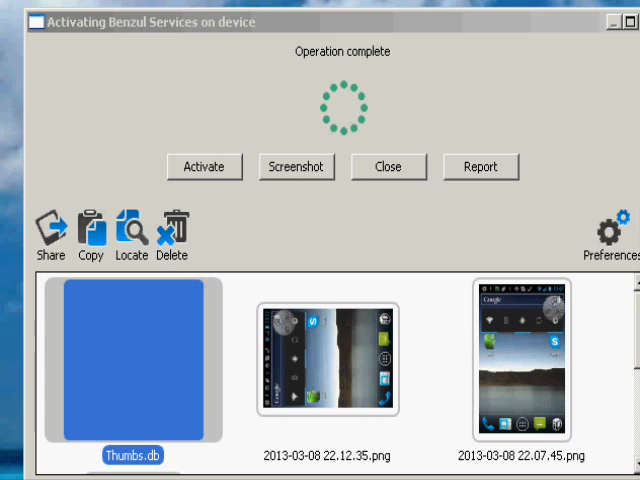 Activating Benzul Services on device
Operation complete
Activate Screenshot Close Report
Share Copy Locate Delete Preferences
Google
Google
Thumbs.db 2013-03-08 22.12.35.png 2013-03-08 22.07.45.png